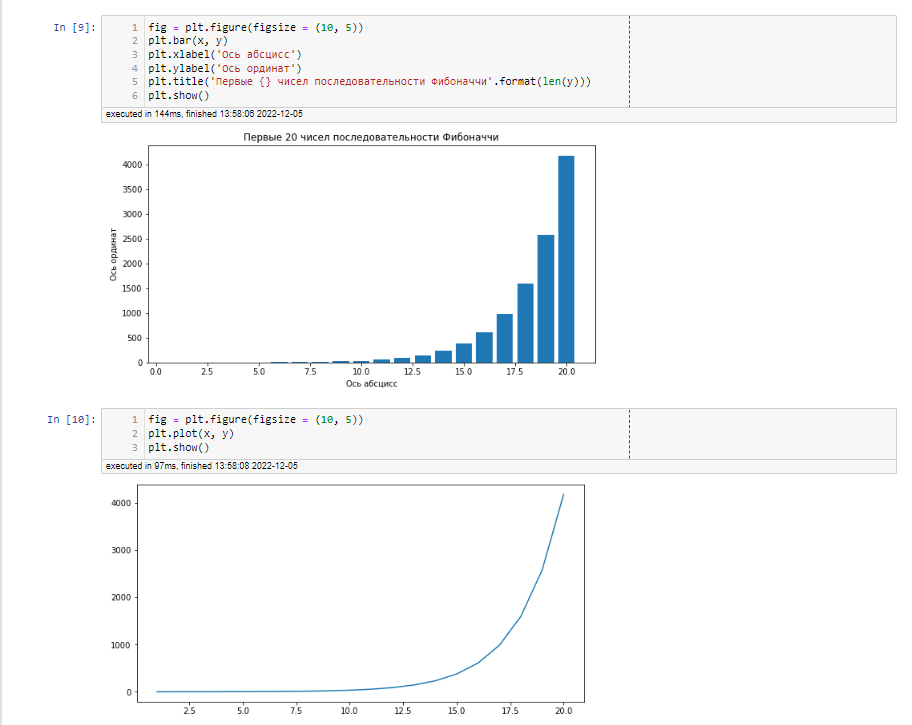 In [9]:
1 fig = plt.figure(figsize = (10, 5))
2 plt.bar(x, y)
3 plt.xlabel('Ось абсцисс')
4 plt.ylabel('Ось ординат')
5 plt.title('Первые {} чисел последовательности Фибоначчи'.format(len(y)))
6 plt.show()
executed in 144ms, finished 13:58:06 2022-12-05
Первые 20 чисел последовательности Фибоначчи
4000
3500
3000
2500
2000
1500
1000
500
0
Ось ординат
0.0 2.5 5.0 7.5 10.0 12.5 15.0 17.5 20.0
Ось абсцисс
In [10]:
1 fig = plt.figure(figsize = (10, 5))
2 plt.plot(x, y)
3 plt.show()
executed in 97ms, finished 13:58:08 2022-12-05
4000
3000
2000
1000
0
2.5 5.0 7.5 10.0 12.5 15.0 17.5 20.0